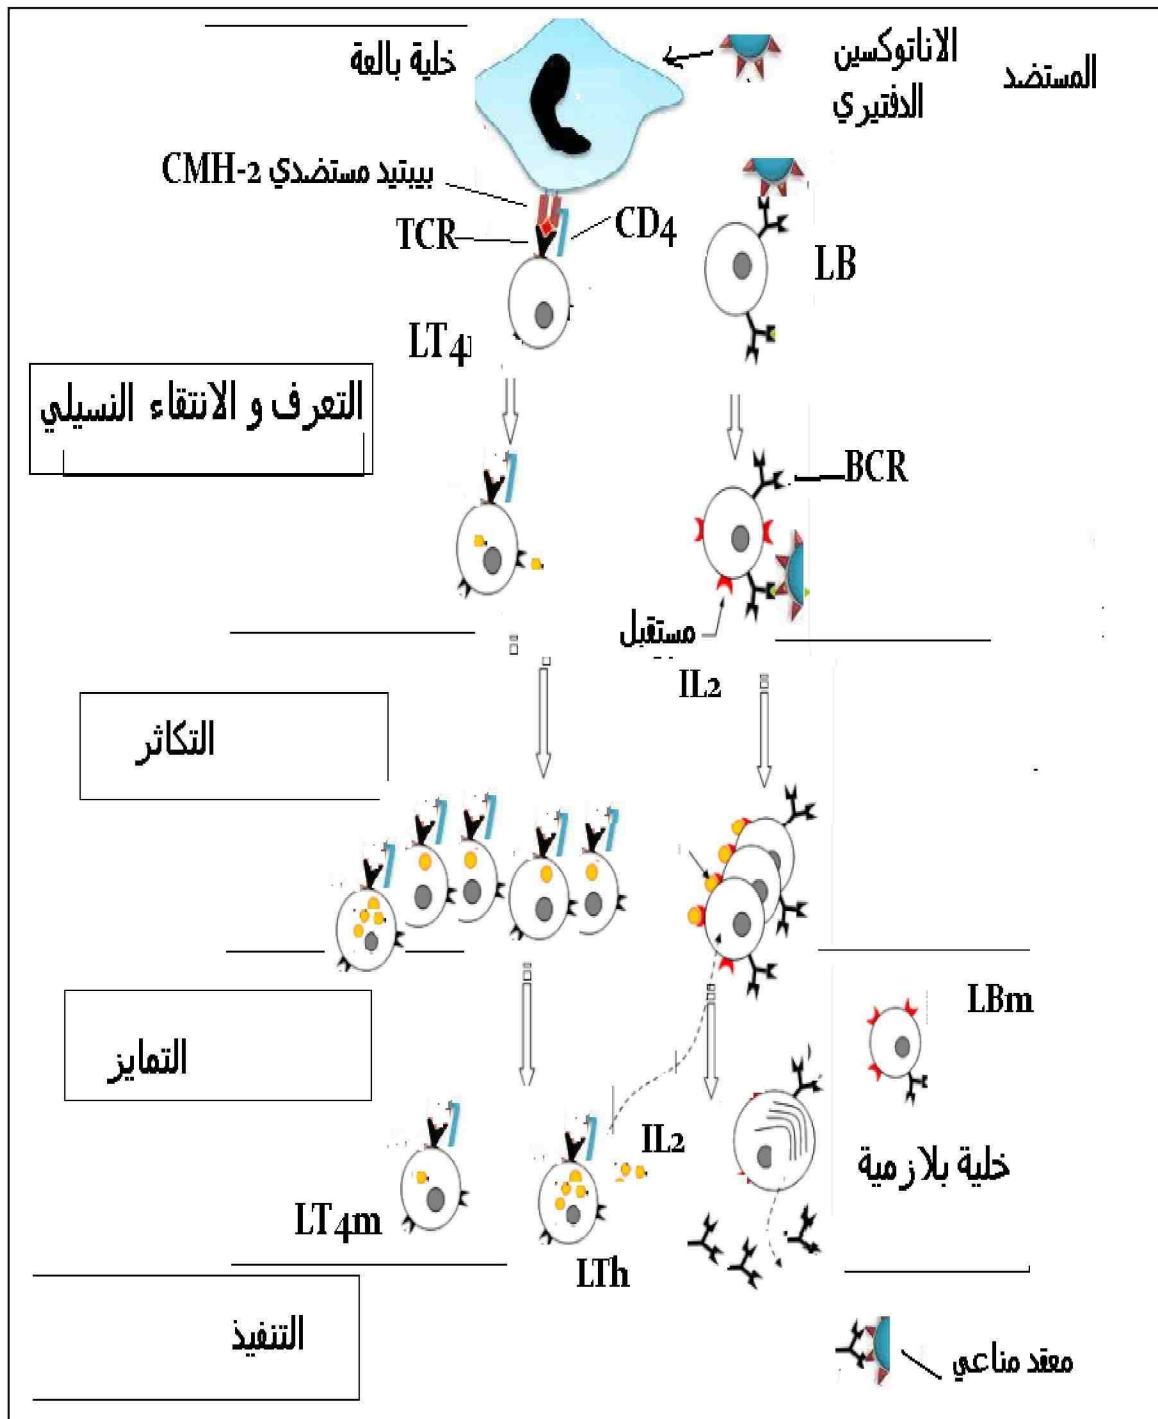 المستضد
الاناتوكسين
الدفتيري
خلية بالعة
بيبتيد مستضدي CMH-2
TCR
CD4
LB
LT4
التعرف و الانتقاء النسيلي
BCR
مستقبل
IL2
التكاثر
LBm
التمايز
IL2
خلية بلازمية
LT4m
LTh
التنفيذ
معقد مناعي